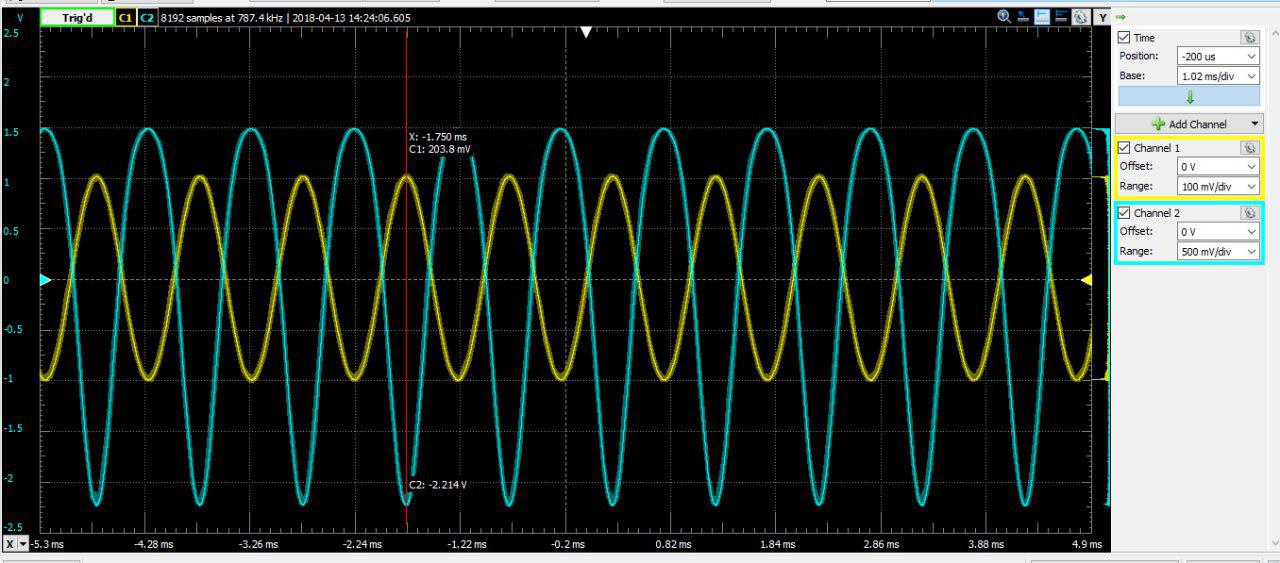 V
Trig'd
C1
C2
8192 samples at 787.4 kHz | 2018-04-13 14:24:06.605
Y
2.5
2
1.5
1
0.5
0
-0.5
-1
-1.5
-2
-2.5
X: -1.750 ms
C1: 203.8 mV
C2: -2.214 V
X
-5.3 ms
-4.28 ms
-3.26 ms
-2.24 ms
-1.22 ms
-0.2 ms
0.82 ms
1.84 ms
2.86 ms
3.88 ms
4.9 ms
Time
Position: -200 us
Base: 1.02 ms/div
Add Channel
Channel 1
Offset: 0 V
Range: 100 mV/div
Channel 2
Offset: 0 V
Range: 500 mV/div